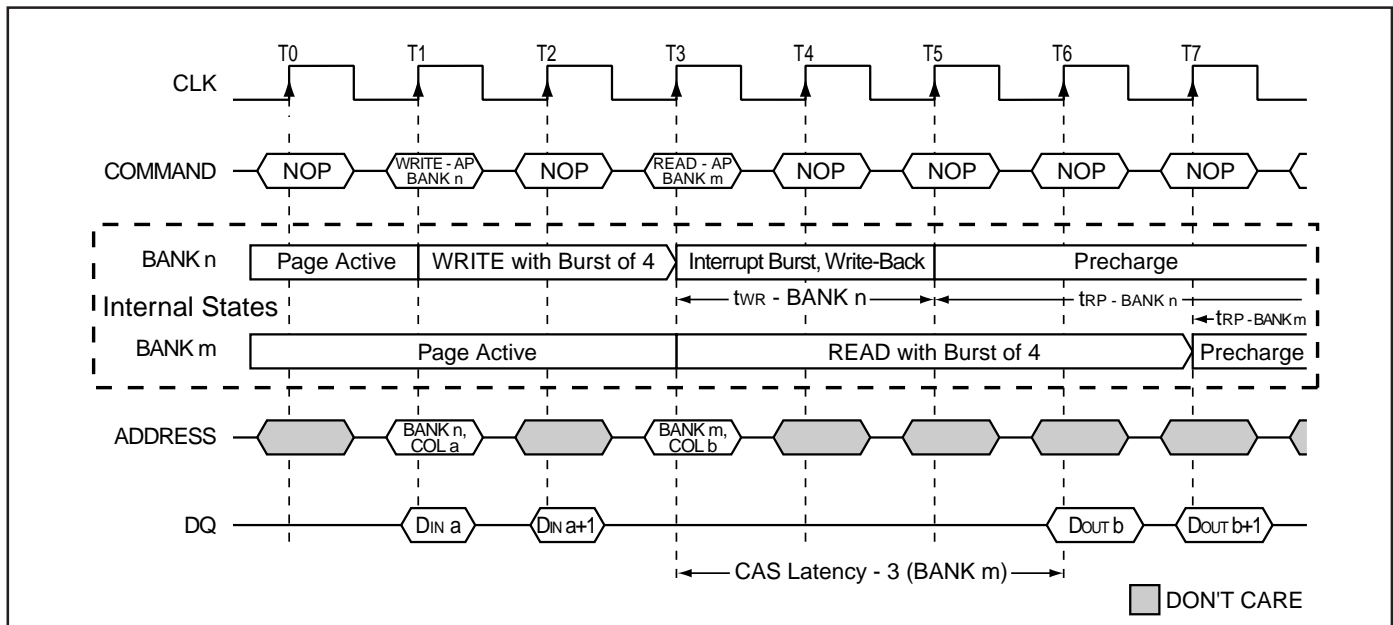 T0 T1 T2 T3 T4 T5 T6 T7
CLK
COMMAND NOP WRITE - AP BANK n NOP READ - AP BANK m NOP NOP NOP NOP
BANK n Page Active WRITE with Burst of 4 Interrupt Burst, Write-Back Precharge
tWR - BANK n tRP - BANK n
Internal States
tRP - BANK m
BANK m Page Active READ with Burst of 4 Precharge
ADDRESS BANK n, COL a BANK m, COL b
DQ DIN a DIN a+1 DOUT b DOUT b+1
CAS Latency - 3 (BANK m)
DON'T CARE